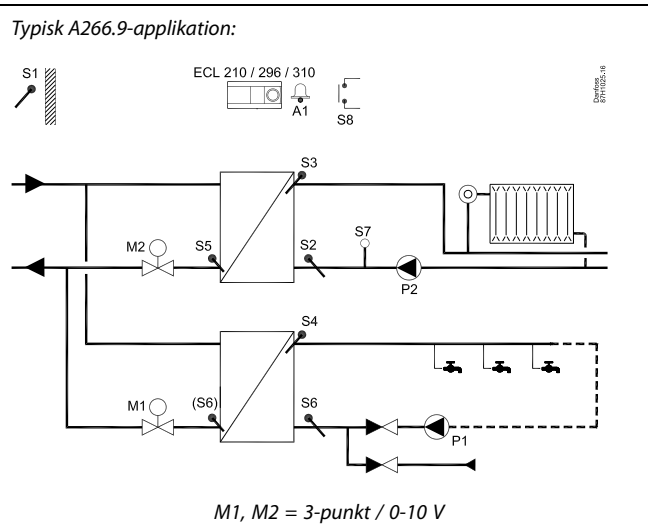 Typisk A266.9-applikation:
S1
ECL 210 / 296 / 310
A1
S8
Danfoss
87H1025.16
S3
M2
S5
S2
S7
P2
S4
M1
(S6)
S6
P1
M1, M2 = 3-punkt / 0-10 V